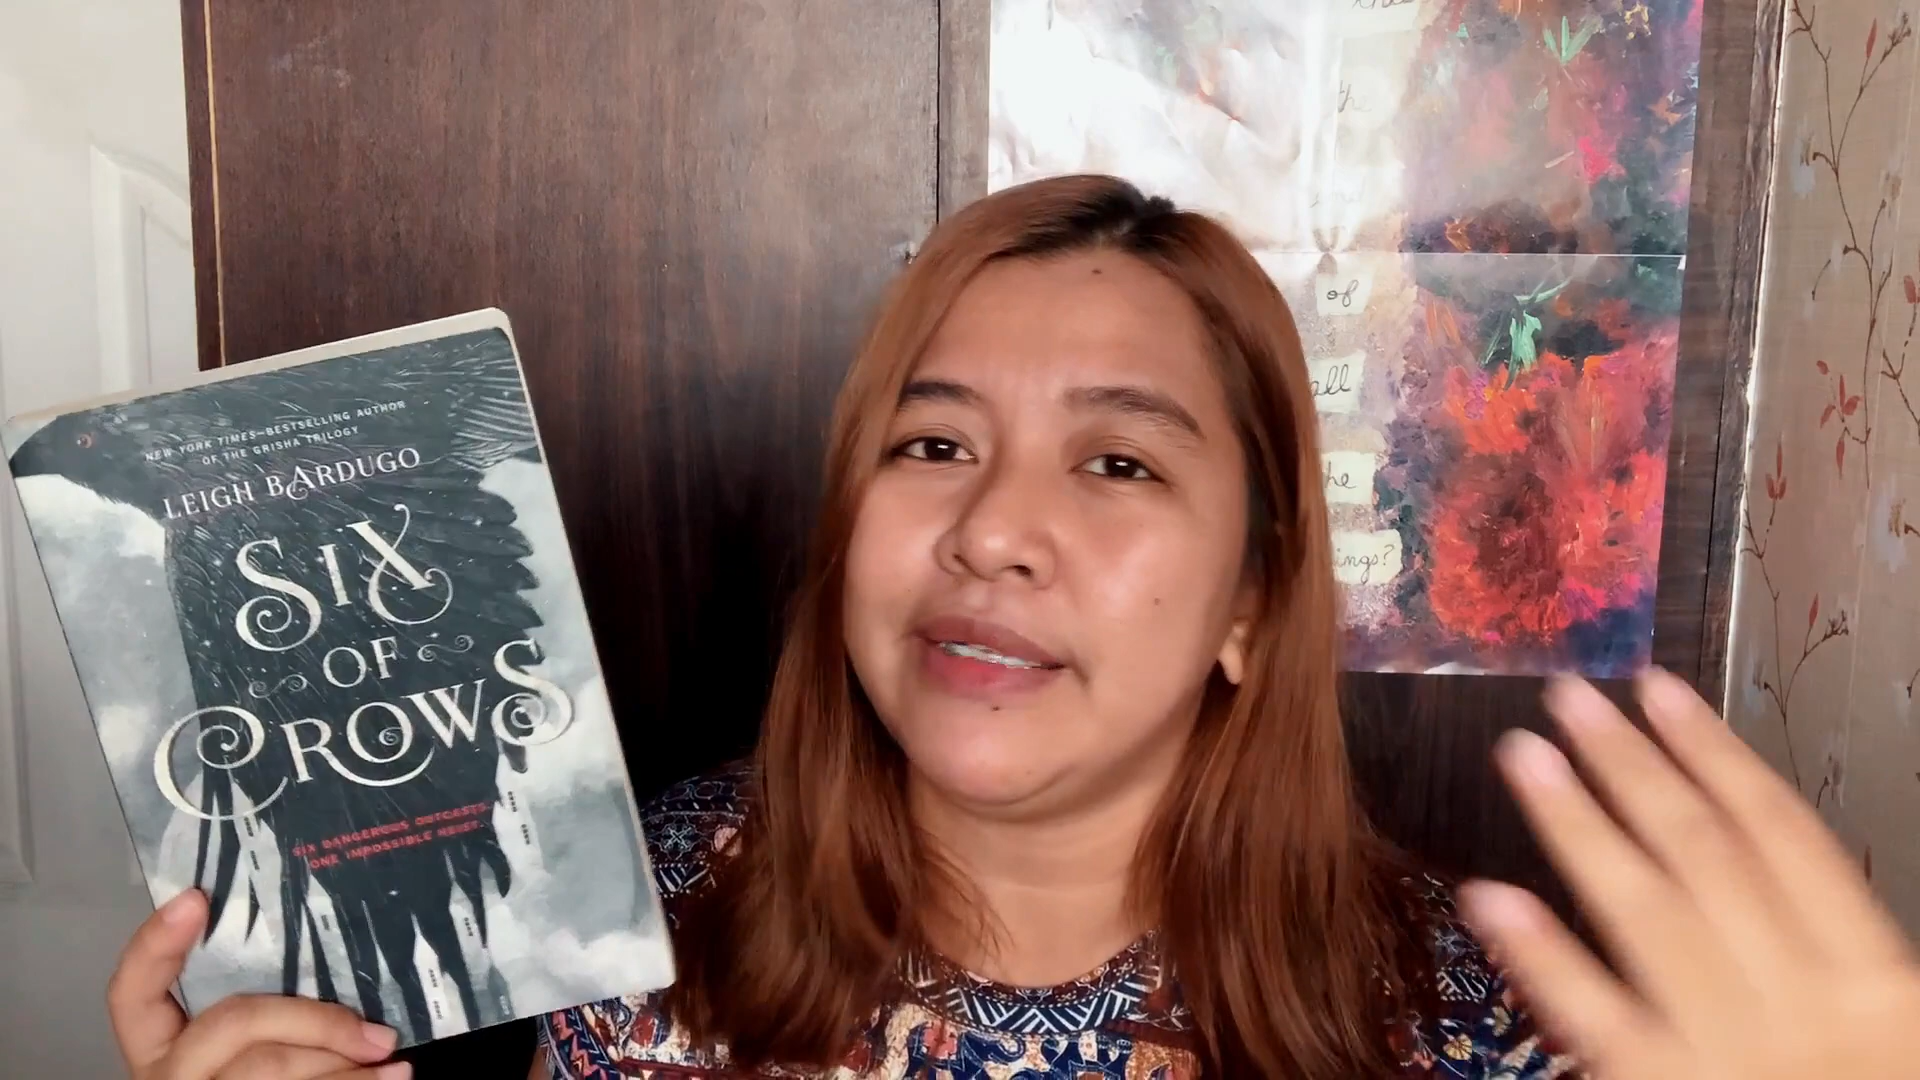 NEW YORK TIMES—BESTSELLING AUTHOR
OF THE GRISHA TRILOGY
LEIGH BARDUGO
SIX
OF
CROWS
SIX DANGEROUS OUTCASTS.
ONE IMPOSSIBLE HEIST.
the
of
all
the